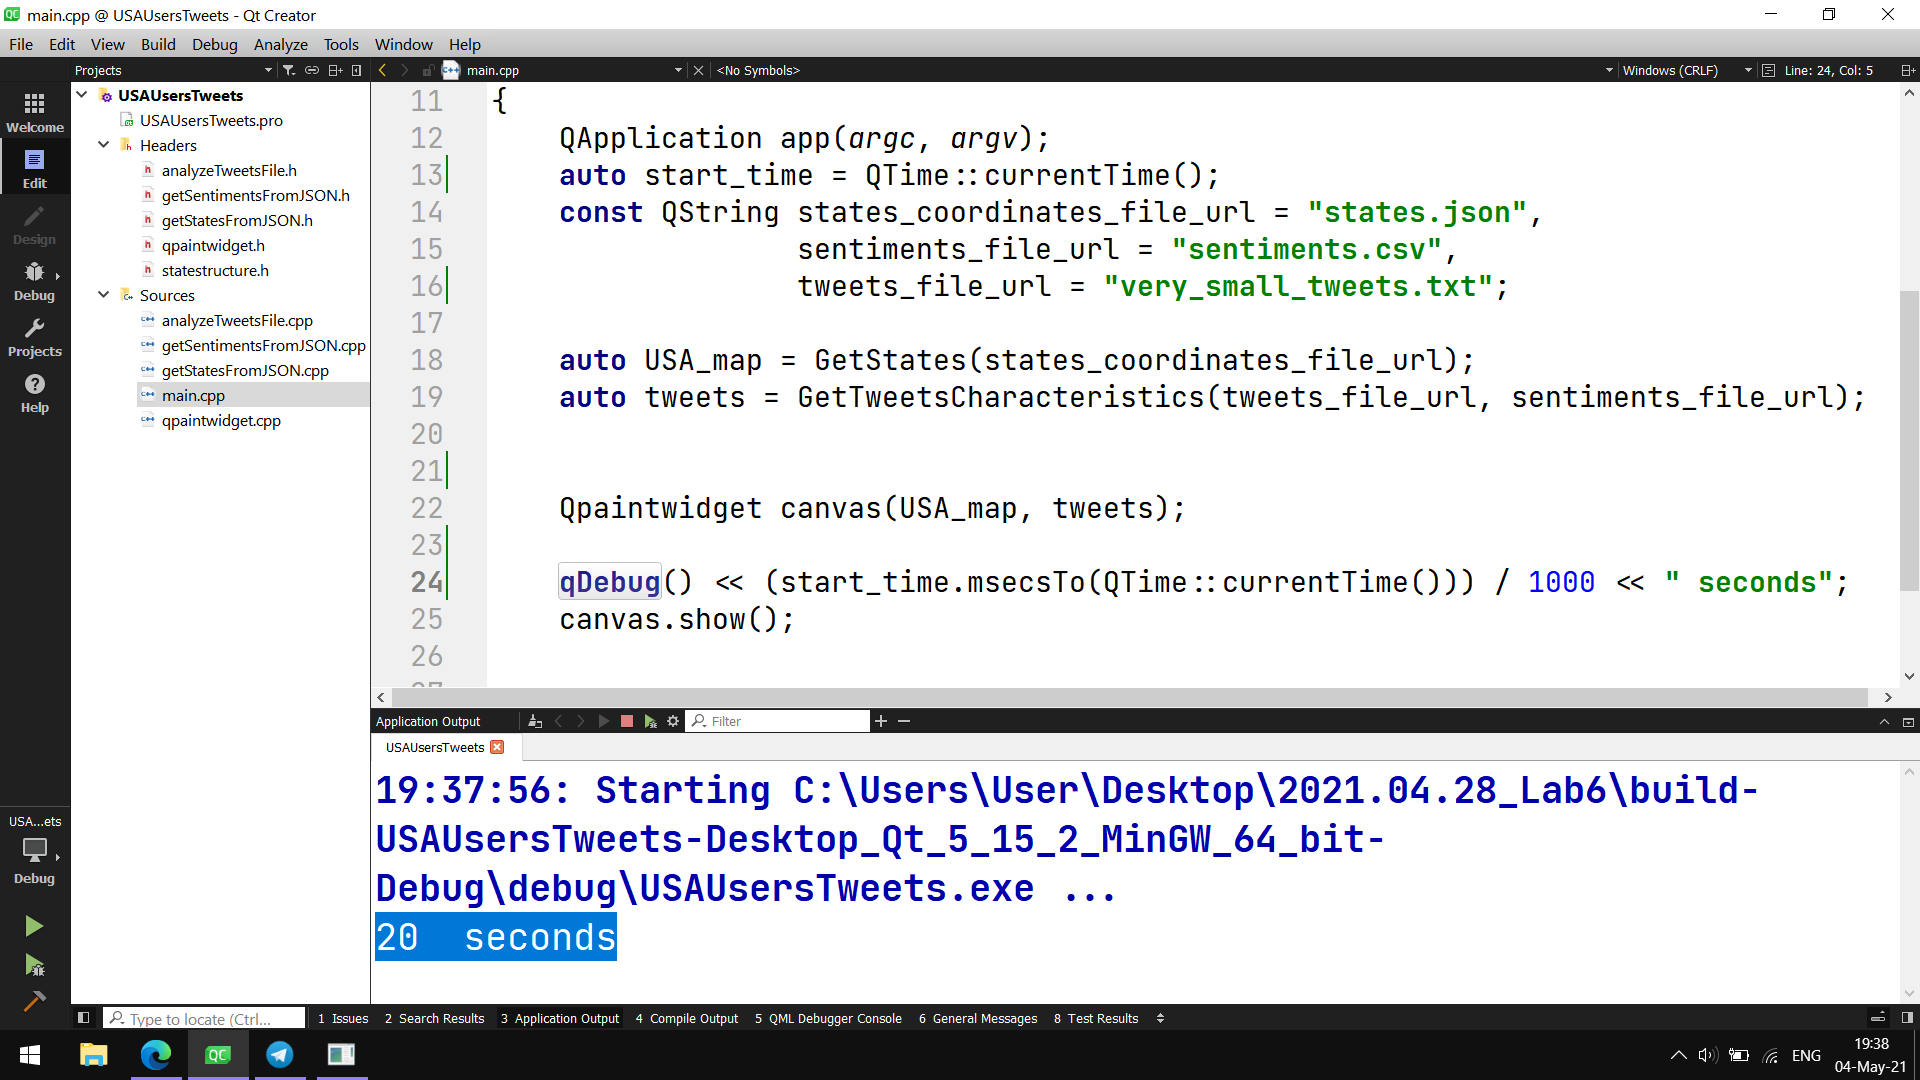 main.cpp @ USAUsersTweets - Qt Creator
File Edit View Build Debug Analyze Tools Window Help
Projects
main.cpp
<No Symbols>
Windows (CRLF)
Line: 24, Col: 5
Welcome
Edit
Design
Debug
Projects
Help
USA...ets
Debug
USAUsersTweets
USAUsersTweets.pro
Headers
analyzeTweetsFile.h
getSentimentsFromJSON.h
getStatesFromJSON.h
qpaintwidget.h
statestructure.h
Sources
analyzeTweetsFile.cpp
getSentimentsFromJSON.cpp
getStatesFromJSON.cpp
main.cpp
qpaintwidget.cpp
11 {
12 QApplication app(argc, argv);
13 auto start_time = QTime::currentTime();
14 const QString states_coordinates_file_url = "states.json",
15 sentiments_file_url = "sentiments.csv",
16 tweets_file_url = "very_small_tweets.txt";
17
18 auto USA_map = GetStates(states_coordinates_file_url);
19 auto tweets = GetTweetsCharacteristics(tweets_file_url, sentiments_file_url);
20
21
22 Qpaintwidget canvas(USA_map, tweets);
23
24 qDebug() << (start_time.msecsTo(QTime::currentTime())) / 1000 << " seconds";
25 canvas.show();
26
27
Application Output
Filter
USAUsersTweets
19:37:56: Starting C:\Users\User\Desktop\2021.04.28_Lab6\build-
USAUsersTweets-Desktop_Qt_5_15_2_MinGW_64_bit-
Debug\debug\USAUsersTweets.exe ...
20  seconds
Type to locate (Ctrl...
1 Issues 2 Search Results 3 Application Output 4 Compile Output 5 QML Debugger Console 6 General Messages 8 Test Results
QC
ENG
19:38
04-May-21